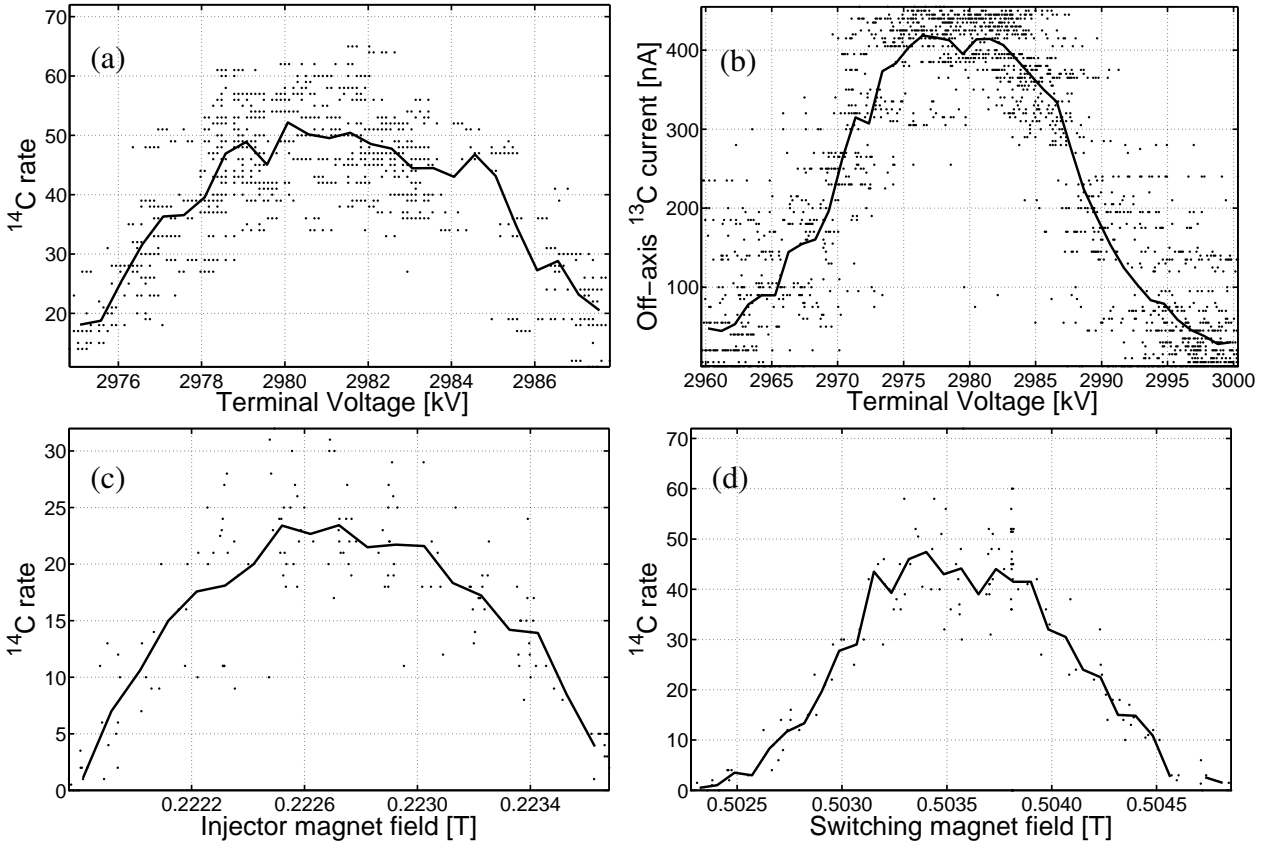 (a)
70
60
50
40
30
20
¹⁴C rate
2976 2978 2980 2982 2984 2986
Terminal Voltage [kV]
(b)
400
300
200
100
Off−axis ¹³C current [nA]
2960 2965 2970 2975 2980 2985 2990 2995 3000
Terminal Voltage [kV]
(c)
30
25
20
15
10
5
0
¹⁴C rate
0.2222 0.2226 0.2230 0.2234
Injector magnet field [T]
(d)
70
60
50
40
30
20
10
0
¹⁴C rate
0.5025 0.5030 0.5035 0.5040 0.5045
Switching magnet field [T]